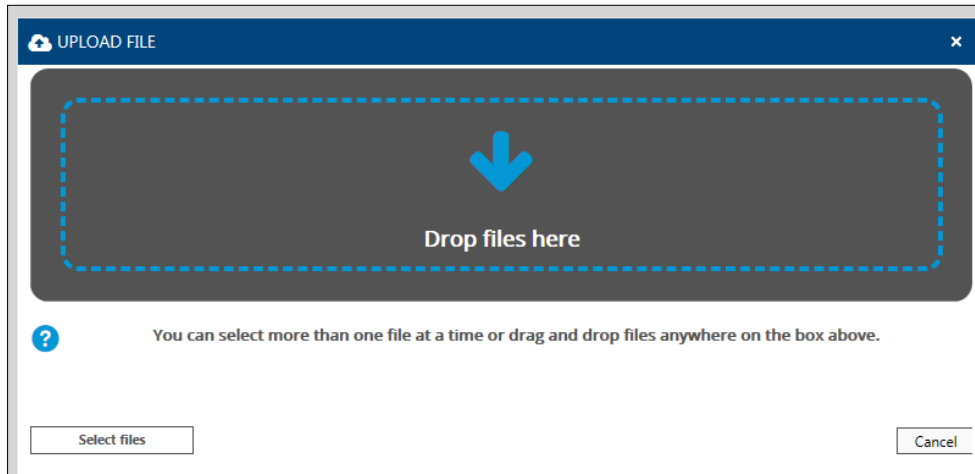 UPLOAD FILE
Drop files here
You can select more than one file at a time or drag and drop files anywhere on the box above.
Select files
Cancel